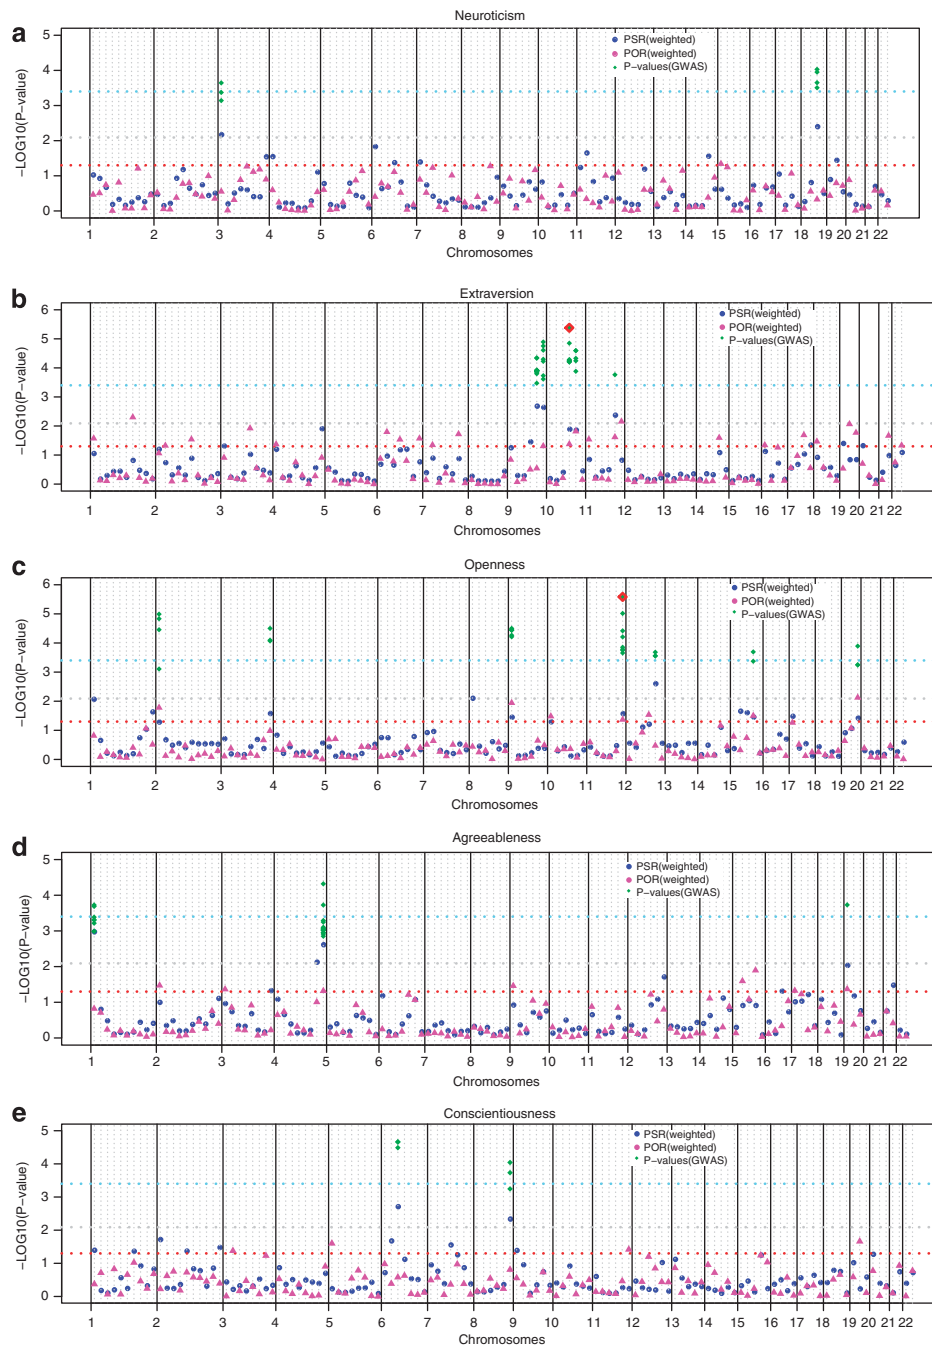 a
Neuroticism
PSR(weighted)
POR(weighted)
P−values(GWAS)
−LOG10(P−value)
5
4
3
2
1
0
1 2 3 4 5 6 7 8 9 10 11 12 13 14 15 16 17 18 19 20 21 22
Chromosomes
b
Extraversion
PSR(weighted)
POR(weighted)
P−values(GWAS)
−LOG10(P−value)
6
5
4
3
2
1
0
1 2 3 4 5 6 7 8 9 10 11 12 13 14 15 16 17 18 19 20 21 22
Chromosomes
c
Openness
PSR(weighted)
POR(weighted)
P−values(GWAS)
−LOG10(P−value)
6
5
4
3
2
1
0
1 2 3 4 5 6 7 8 9 10 11 12 13 14 15 16 17 18 19 20 21 22
Chromosomes
d
Agreeableness
PSR(weighted)
POR(weighted)
P−values(GWAS)
−LOG10(P−value)
5
4
3
2
1
0
1 2 3 4 5 6 7 8 9 10 11 12 13 14 15 16 17 18 19 20 21 22
Chromosomes
e
Conscientiousness
PSR(weighted)
POR(weighted)
P−values(GWAS)
−LOG10(P−value)
5
4
3
2
1
0
1 2 3 4 5 6 7 8 9 10 11 12 13 14 15 16 17 18 19 20 21 22
Chromosomes